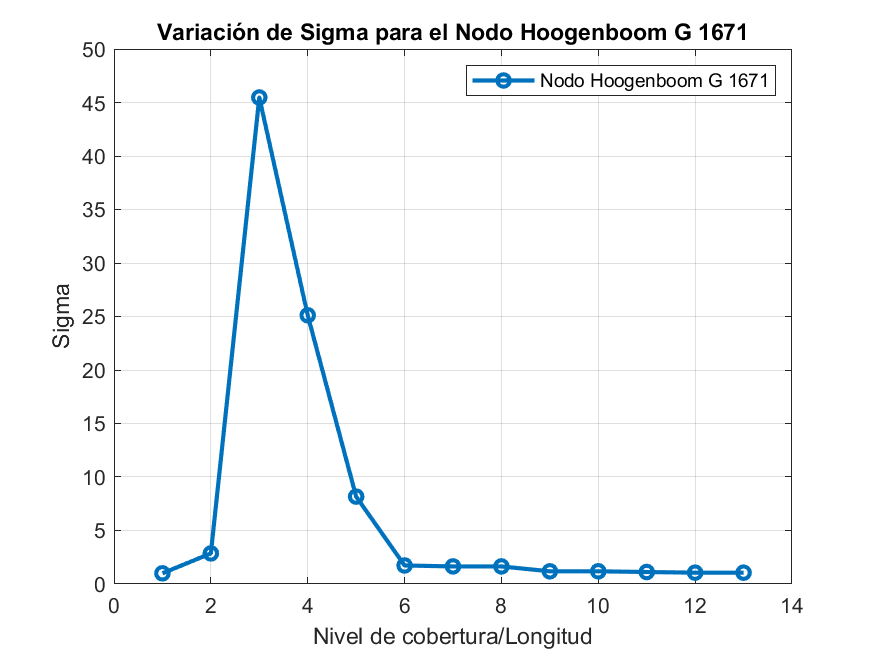 Variación de Sigma para el Nodo Hoogenboom G 1671
Nodo Hoogenboom G 1671
50
45
40
35
30
25
20
15
10
5
0
Sigma
0 2 4 6 8 10 12 14
Nivel de cobertura/Longitud